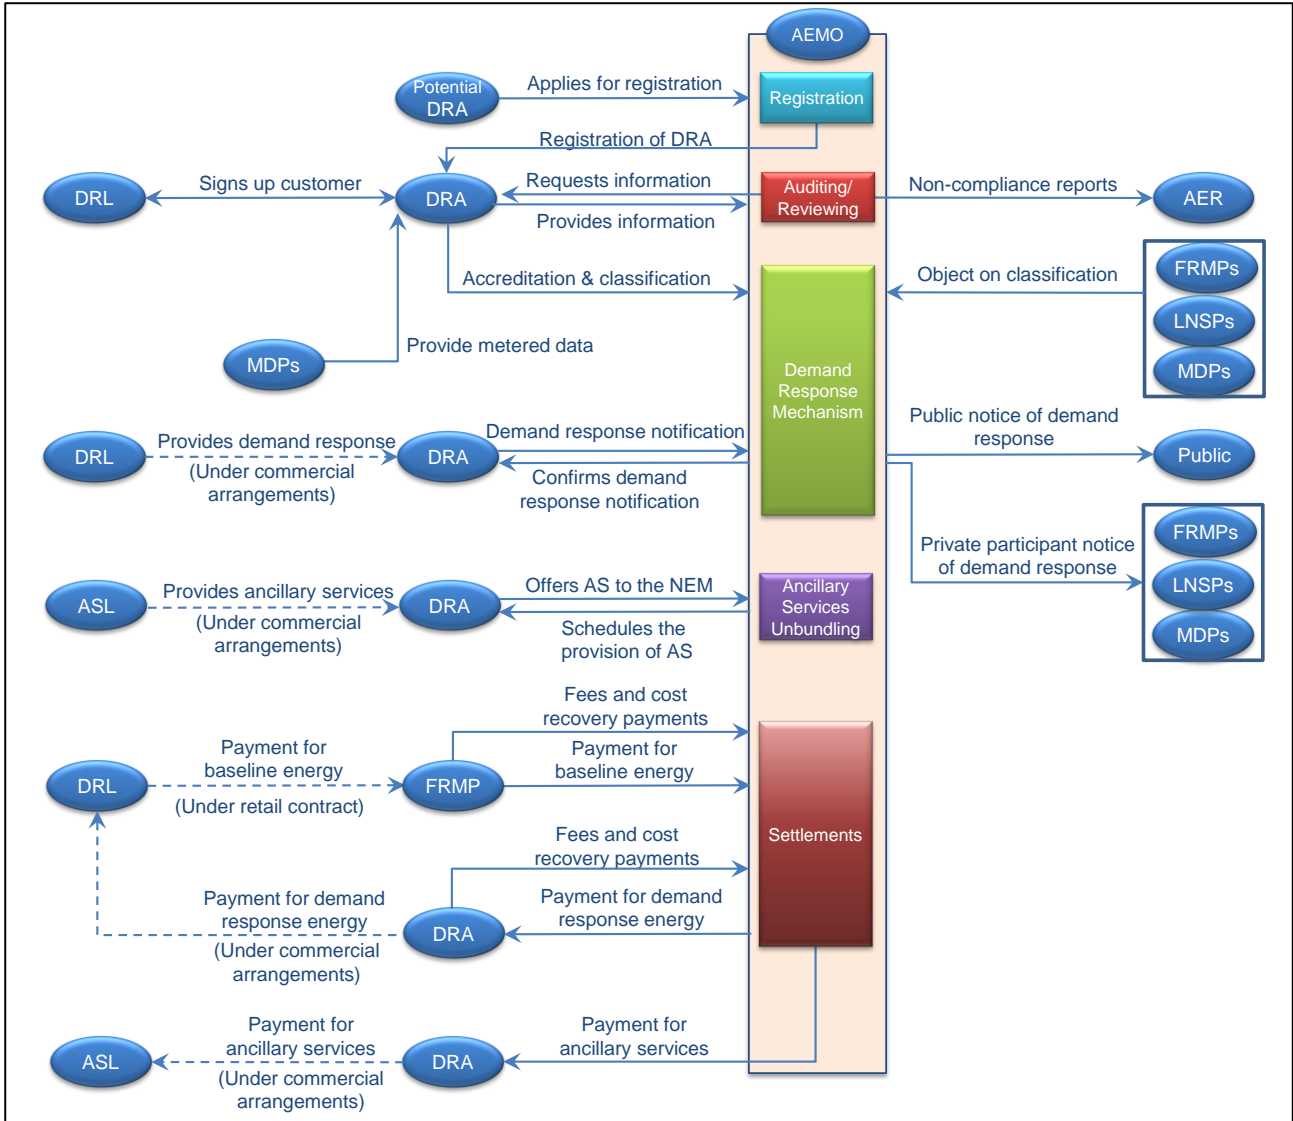 AEMO
Potential
DRA
Applies for registration
Registration
Registration of DRA
DRL
Signs up customer
DRA
Requests information
Provides information
Auditing/
Reviewing
Non-compliance reports
AER
Accreditation & classification
Object on classification
FRMPs
LNSPs
MDPs
MDPs
Provide metered data
Demand
Response
Mechanism
DRL
Provides demand response
(Under commercial
arrangements)
DRA
Demand response notification
Confirms demand
response notification
Public notice of demand
response
Public
Private participant notice
of demand response
FRMPs
LNSPs
MDPs
ASL
Provides ancillary services
(Under commercial
arrangements)
DRA
Offers AS to the NEM
Schedules the
provision of AS
Ancillary
Services
Unbundling
Fees and cost
recovery payments
DRL
Payment for
baseline energy
(Under retail contract)
FRMP
Payment for
baseline energy
Settlements
Fees and cost
recovery payments
Payment for demand
response energy
(Under commercial
arrangements)
DRA
Payment for demand
response energy
ASL
Payment for
ancillary services
(Under commercial
arrangements)
DRA
Payment for
ancillary services